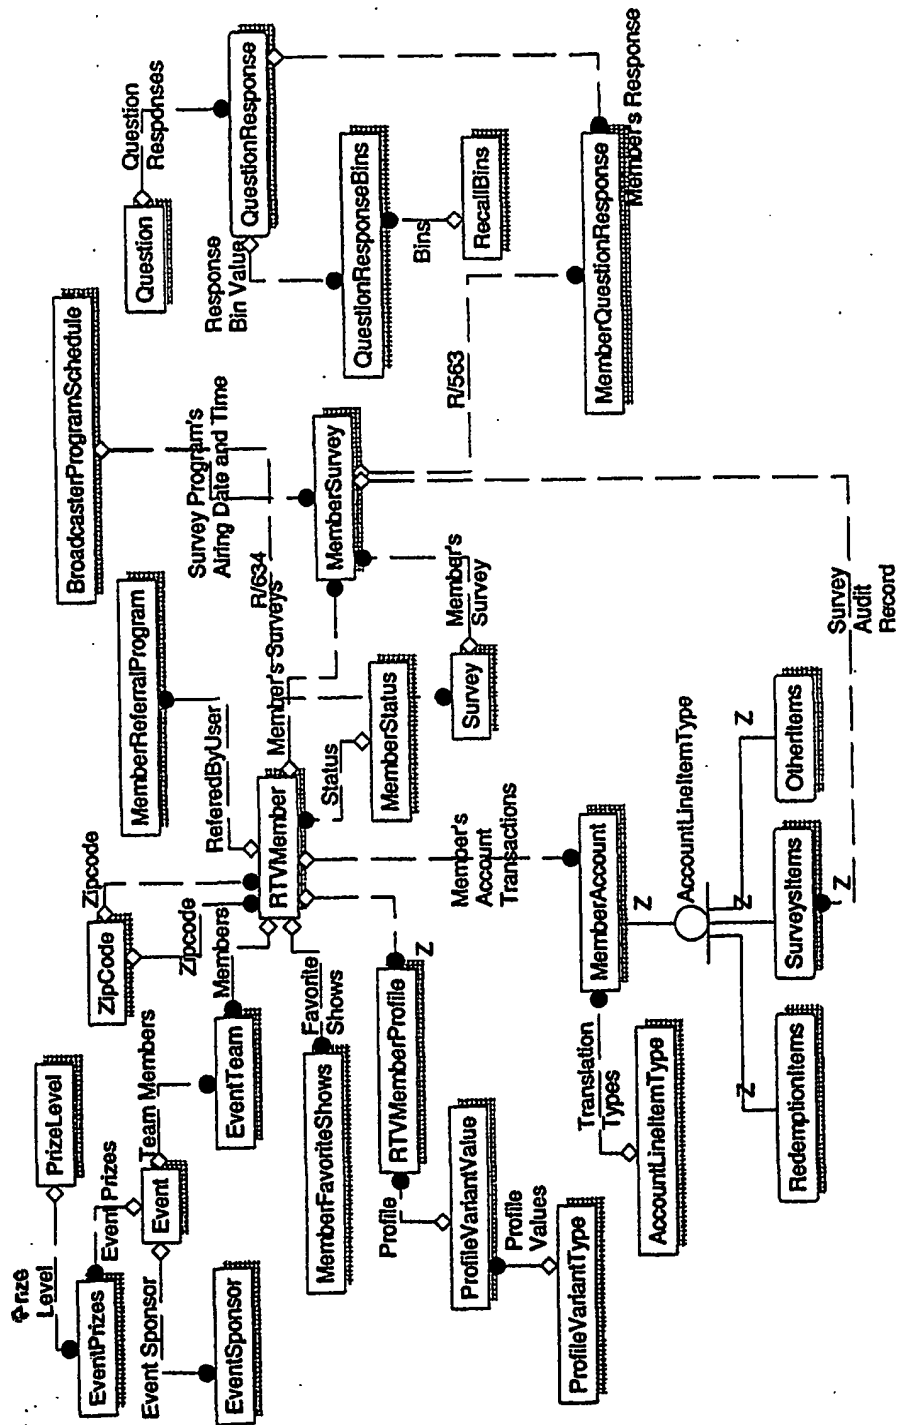 Prize
Level
EventPrizes
PrizeLevel
Event Prizes
Event Sponsor
Event
EventSponsor
Team Members
EventTeam
Members
ZipCode
Zipcode
Zipcode
MemberReferralProgram
ReferedByUser
BroadcasterProgramSchedule
Survey Program's
Airing Date and Time
R/634
Member's Surveys
RTVMember
Status
MemberStatus
Favorite
Shows
MemberFavoriteShows
MemberSurvey
Member's
Survey
Survey
Question
Question
Responses
QuestionResponse
Response
Bin Value
QuestionResponseBins
Bins
RecallBins
R/563
MemberQuestionResponse
Member's Response
RTVMemberProfile
Z
Profile
ProfileVariantValue
Profile
Values
ProfileVariantType
Member's
Account
Transactions
MemberAccount
Translation
Types
AccountLineItemType
Z
AccountLineItemType
Z
Z
Z
RedemptionItems
SurveysItems
OtherItems
Z
Survey
Audit
Record